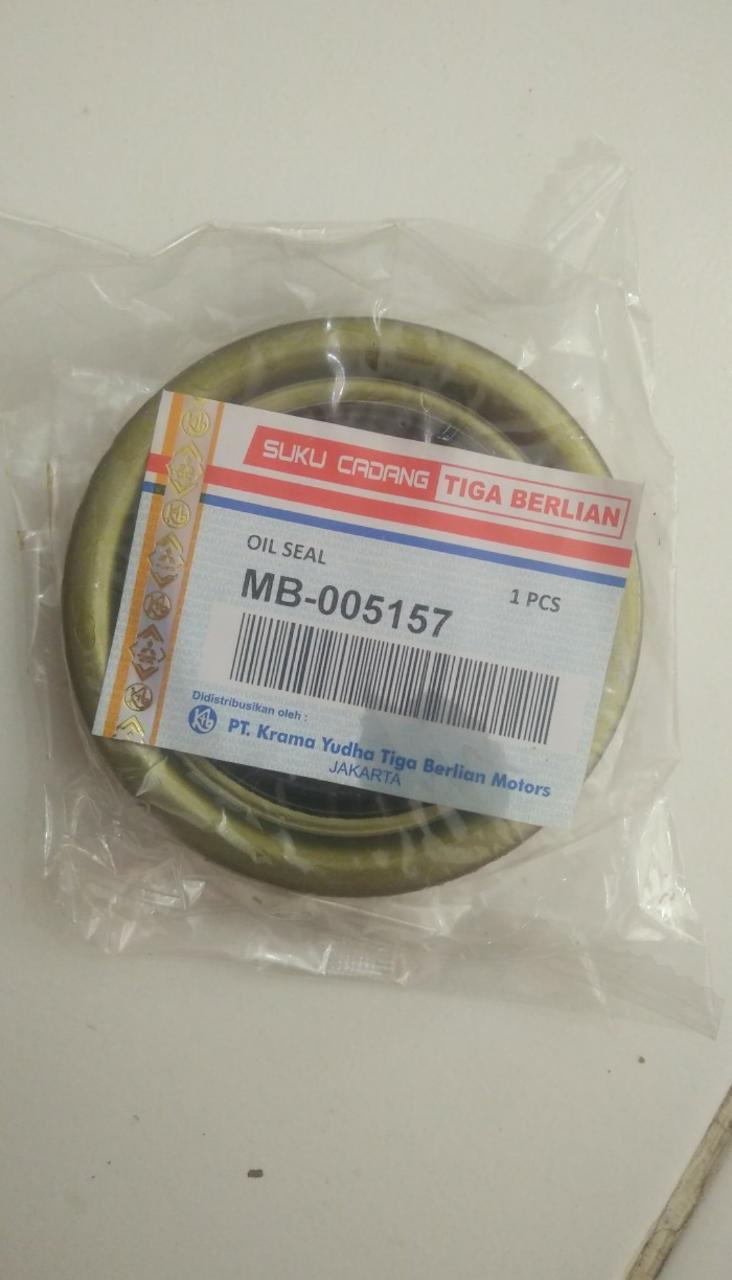 SUKU CADANG TIGA BERLIAN
OIL SEAL
1 PCS
MB-005157
Didistribusikan oleh :
PT. Krama Yudha Tiga Berlian Motors
JAKARTA